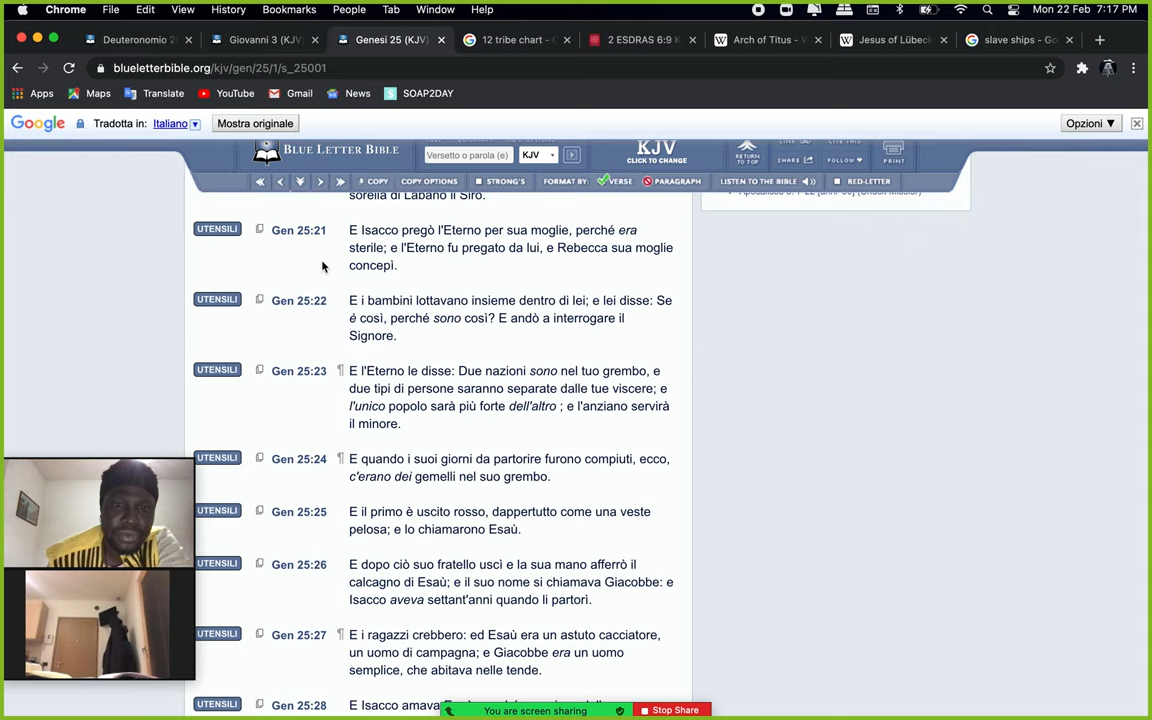 Chrome File Edit View History Bookmarks People Tab Window Help Mon 22 Feb 7:17 PM
Deuteronomio 2 × Giovanni 3 (KJV × Genesi 25 (KJV) × 12 tribe chart - × 2 ESDRAS 6:9 K × Arch of Titus - W × Jesus of Lübeck × slave ships - Go ×
blueletterbible.org/kjv/gen/25/1/s_25001
Apps Maps Translate YouTube Gmail News SOAP2DAY
Google Tradotta in: Italiano Mostra originale Opzioni ▼
BLUE LETTER BIBLE Versetto o parola (e) KJV KJV CLICK TO CHANGE RETURN TO TOP SHARE FOLLOW PRINT
COPY COPY OPTIONS STRONG'S FORMAT BY: VERSE PARAGRAPH LISTEN TO THE BIBLE RED-LETTER
sorella di Labano il Siro.
UTENSILI Gen 25:21 E Isacco pregò l'Eterno per sua moglie, perché era
sterile; e l'Eterno fu pregato da lui, e Rebecca sua moglie
concepì.
UTENSILI Gen 25:22 E i bambini lottavano insieme dentro di lei; e lei disse: Se
è così, perché sono così? E andò a interrogare il
Signore.
UTENSILI Gen 25:23 ¶ E l'Eterno le disse: Due nazioni sono nel tuo grembo, e
due tipi di persone saranno separate dalle tue viscere; e
l'unico popolo sarà più forte dell'altro ; e l'anziano servirà
il minore.
UTENSILI Gen 25:24 ¶ E quando i suoi giorni da partorire furono compiuti, ecco,
c'erano dei gemelli nel suo grembo.
UTENSILI Gen 25:25 E il primo è uscito rosso, dappertutto come una veste
pelosa; e lo chiamarono Esaù.
UTENSILI Gen 25:26 E dopo ciò suo fratello uscì e la sua mano afferrò il
calcagno di Esaù; e il suo nome si chiamava Giacobbe: e
Isacco aveva settant'anni quando li partorì.
UTENSILI Gen 25:27 ¶ E i ragazzi crebbero: ed Esaù era un astuto cacciatore,
un uomo di campagna; e Giacobbe era un uomo
semplice, che abitava nelle tende.
UTENSILI Gen 25:28 E Isacco amava
You are screen sharing Stop Share